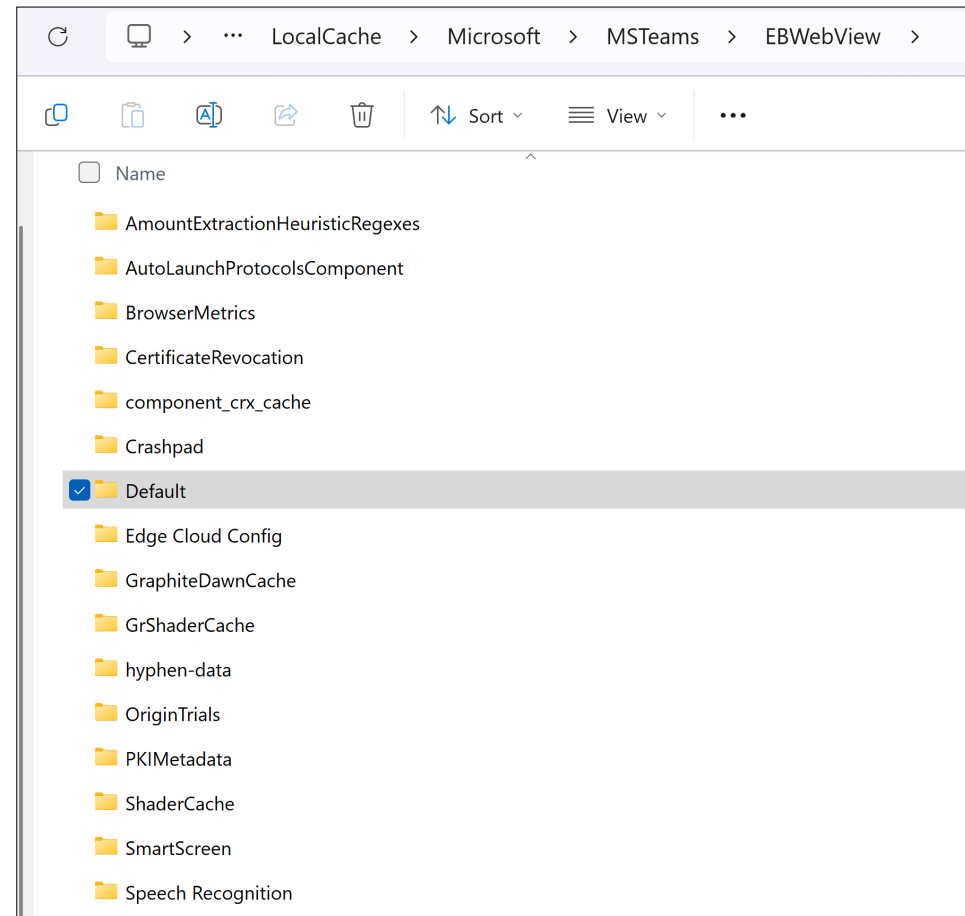 LocalCache > Microsoft > MSTeams > EBWebView >
Sort View
Name
AmountExtractionHeuristicRegexes
AutoLaunchProtocolsComponent
BrowserMetrics
CertificateRevocation
component_crx_cache
Crashpad
Default
Edge Cloud Config
GraphiteDawnCache
GrShaderCache
hyphen-data
OriginTrials
PKIMetadata
ShaderCache
SmartScreen
Speech Recognition